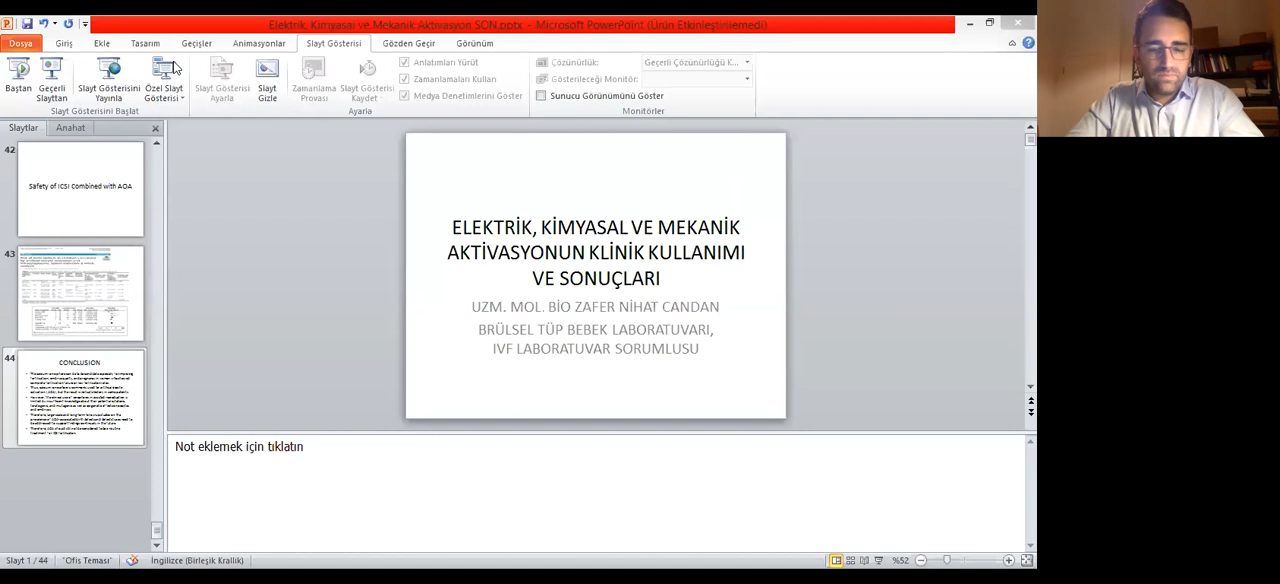 Elektrik, Kimyasal ve Mekanik Aktivasyon SON.pptx - Microsoft PowerPoint (Ürün Etkinleştirilemedi)
Dosya Giriş Ekle Tasarım Geçişler Animasyonlar Slayt Gösterisi Gözden Geçir Görünüm
Baştan
Geçerli Slayttan
Slayt Gösterisini Yayınla
Özel Slayt Gösterisi
Slayt Gösterisi Ayarla
Slayt Gizle
Zamanlama Provası
Slayt Gösterisi Kaydet
Anlatımları Yürüt
Zamanlamaları Kullan
Medya Denetimlerini Göster
Çözünürlük: Geçerli Çözünürlüğü K...
Gösterileceği Monitör:
Sunucu Görünümünü Göster
Slayt Gösterisini Başlat Ayarla Monitörler
Slaytlar Anahat
42
Safety of ICSI Combined with AOA
43
44
CONCLUSION
ELEKTRİK, KİMYASAL VE MEKANİK
AKTİVASYONUN KLİNİK KULLANIMI
VE SONUÇLARI
UZM. MOL. BİO ZAFER NİHAT CANDAN
BRÜLSEL TÜP BEBEK LABORATUVARI,
IVF LABORATUVAR SORUMLUSU
Not eklemek için tıklatın
Slayt 1 / 44 "Ofis Teması" İngilizce (Birleşik Krallık) %52